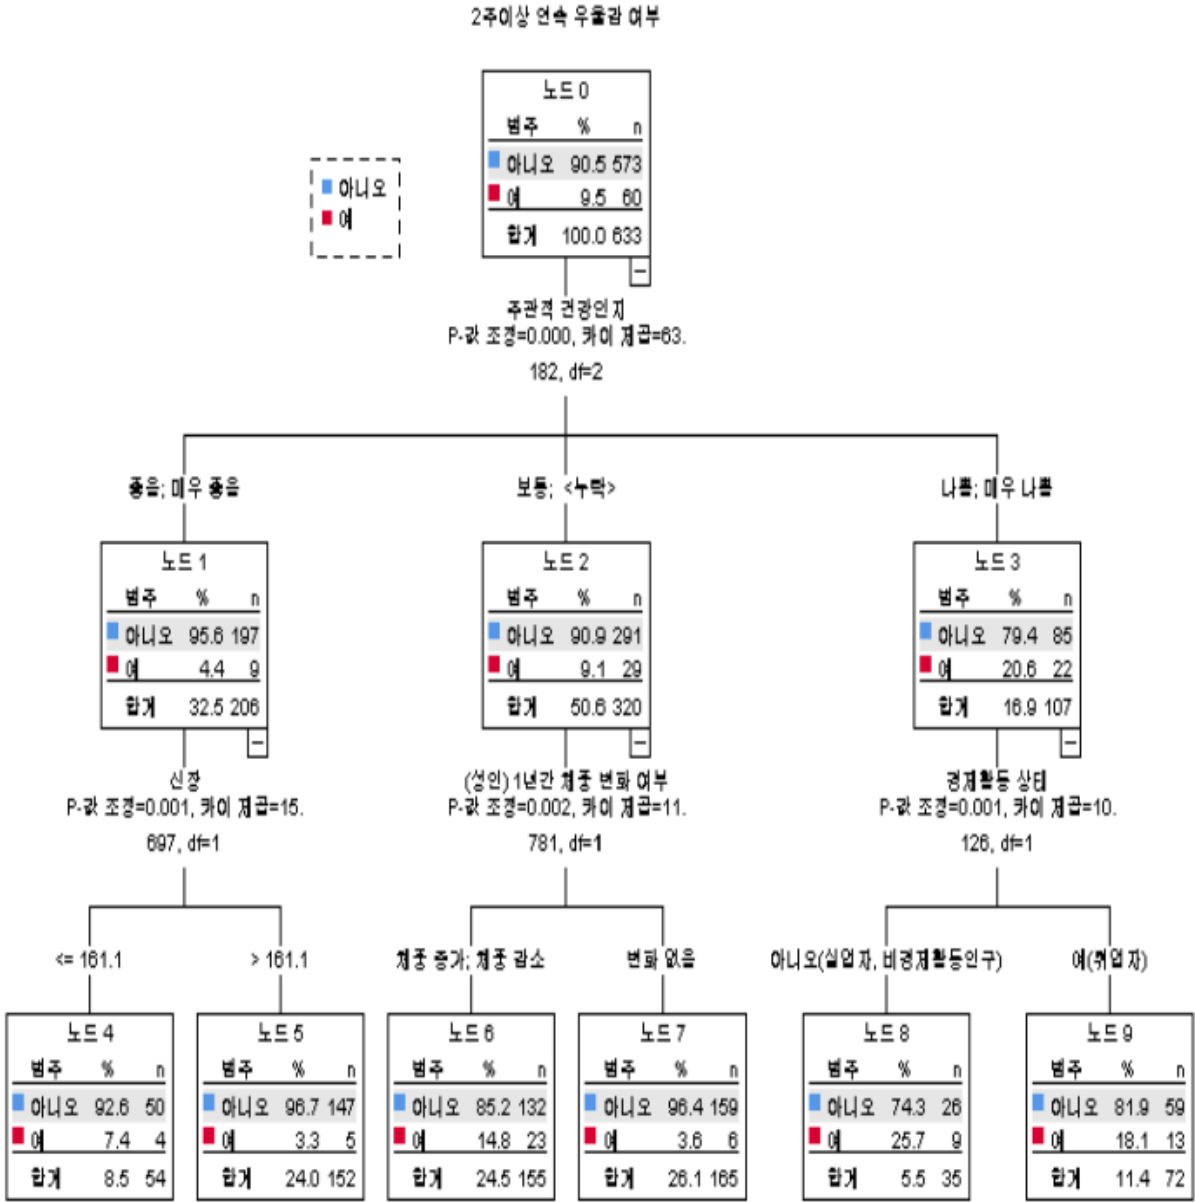 2주이상 연속 우울감 여부
노드 0
범주 % n
아니오 90.5 573
예 9.5 60
합계 100.0 633
아니오
예
주관적 건강인지
P-값 조정=0.000, 카이 제곱=63.
182, df=2
좋음; 매우 좋음
보통; <누락>
나쁨; 매우 나쁨
노드 1
범주 % n
아니오 95.6 197
예 4.4 9
합계 32.5 206
노드 2
범주 % n
아니오 90.9 291
예 9.1 29
합계 50.6 320
노드 3
범주 % n
아니오 79.4 85
예 20.6 22
합계 16.9 107
신장
P-값 조정=0.001, 카이 제곱=15.
697, df=1
(성인) 1년간 체중 변화 여부
P-값 조정=0.002, 카이 제곱=11.
781, df=1
경제활동 상태
P-값 조정=0.001, 카이 제곱=10.
126, df=1
<= 161.1
> 161.1
체중 증가; 체중 감소
변화 없음
아니오(실업자, 비경제활동인구)
예(취업자)
노드 4
범주 % n
아니오 92.6 50
예 7.4 4
합계 8.5 54
노드 5
범주 % n
아니오 96.7 147
예 3.3 5
합계 24.0 152
노드 6
범주 % n
아니오 85.2 132
예 14.8 23
합계 24.5 155
노드 7
범주 % n
아니오 96.4 159
예 3.6 6
합계 26.1 165
노드 8
범주 % n
아니오 74.3 26
예 25.7 9
합계 5.5 35
노드 9
범주 % n
아니오 81.9 59
예 18.1 13
합계 11.4 72